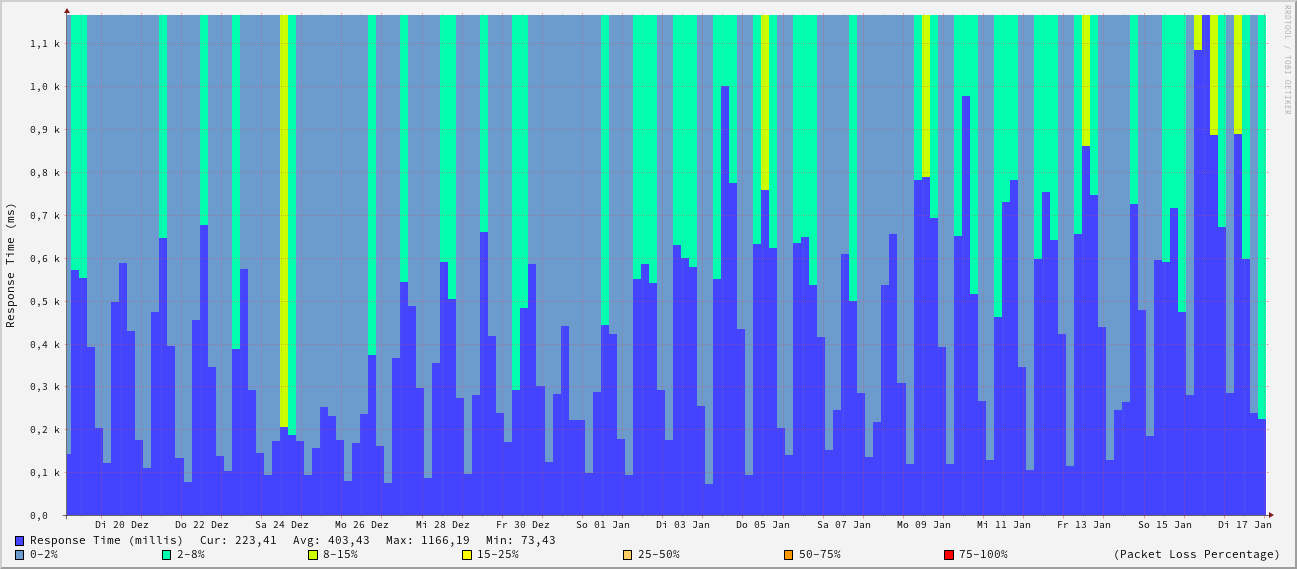 RRDTOOL / TOBI OETIKER
Response Time (ms)
1,1 k
1,0 k
0,9 k
0,8 k
0,7 k
0,6 k
0,5 k
0,4 k
0,3 k
0,2 k
0,1 k
0,0
Di 20 Dez Do 22 Dez Sa 24 Dez Mo 26 Dez Mi 28 Dez Fr 30 Dez So 01 Jan Di 03 Jan Do 05 Jan Sa 07 Jan Mo 09 Jan Mi 11 Jan Fr 13 Jan So 15 Jan Di 17 Jan
Response Time (millis) Cur: 223,41 Avg: 403,43 Max: 1166,19 Min: 73,43
0-2% 2-8% 8-15% 15-25% 25-50% 50-75% 75-100% (Packet Loss Percentage)